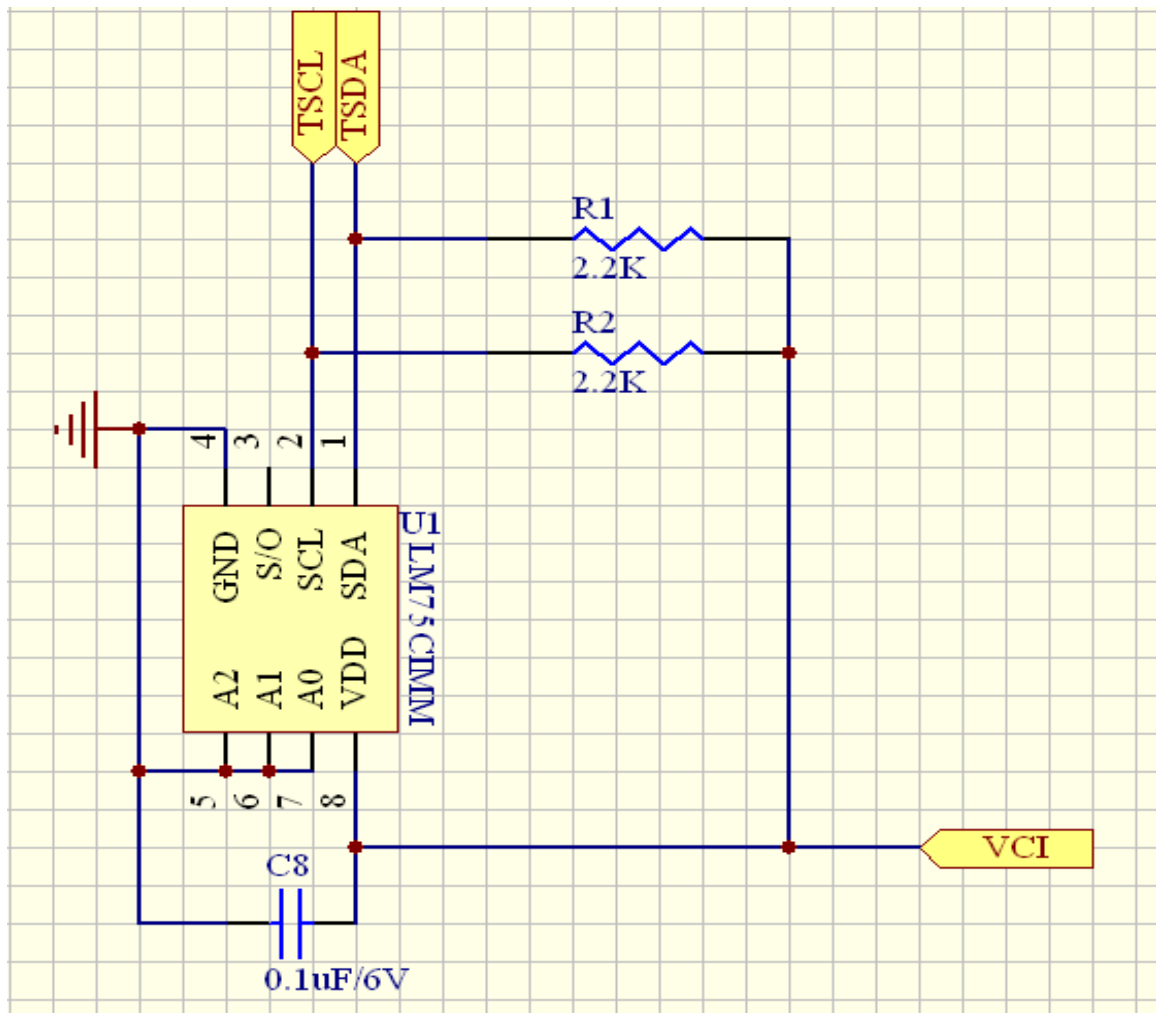 TSCL
TSDA
R1
2.2K
R2
2.2K
4
3
2
1
U1
LM75CIMM
GND
S/O
SCL
SDA
A2
A1
A0
VDD
5
6
7
8
VCI
C8
0.1uF/6V